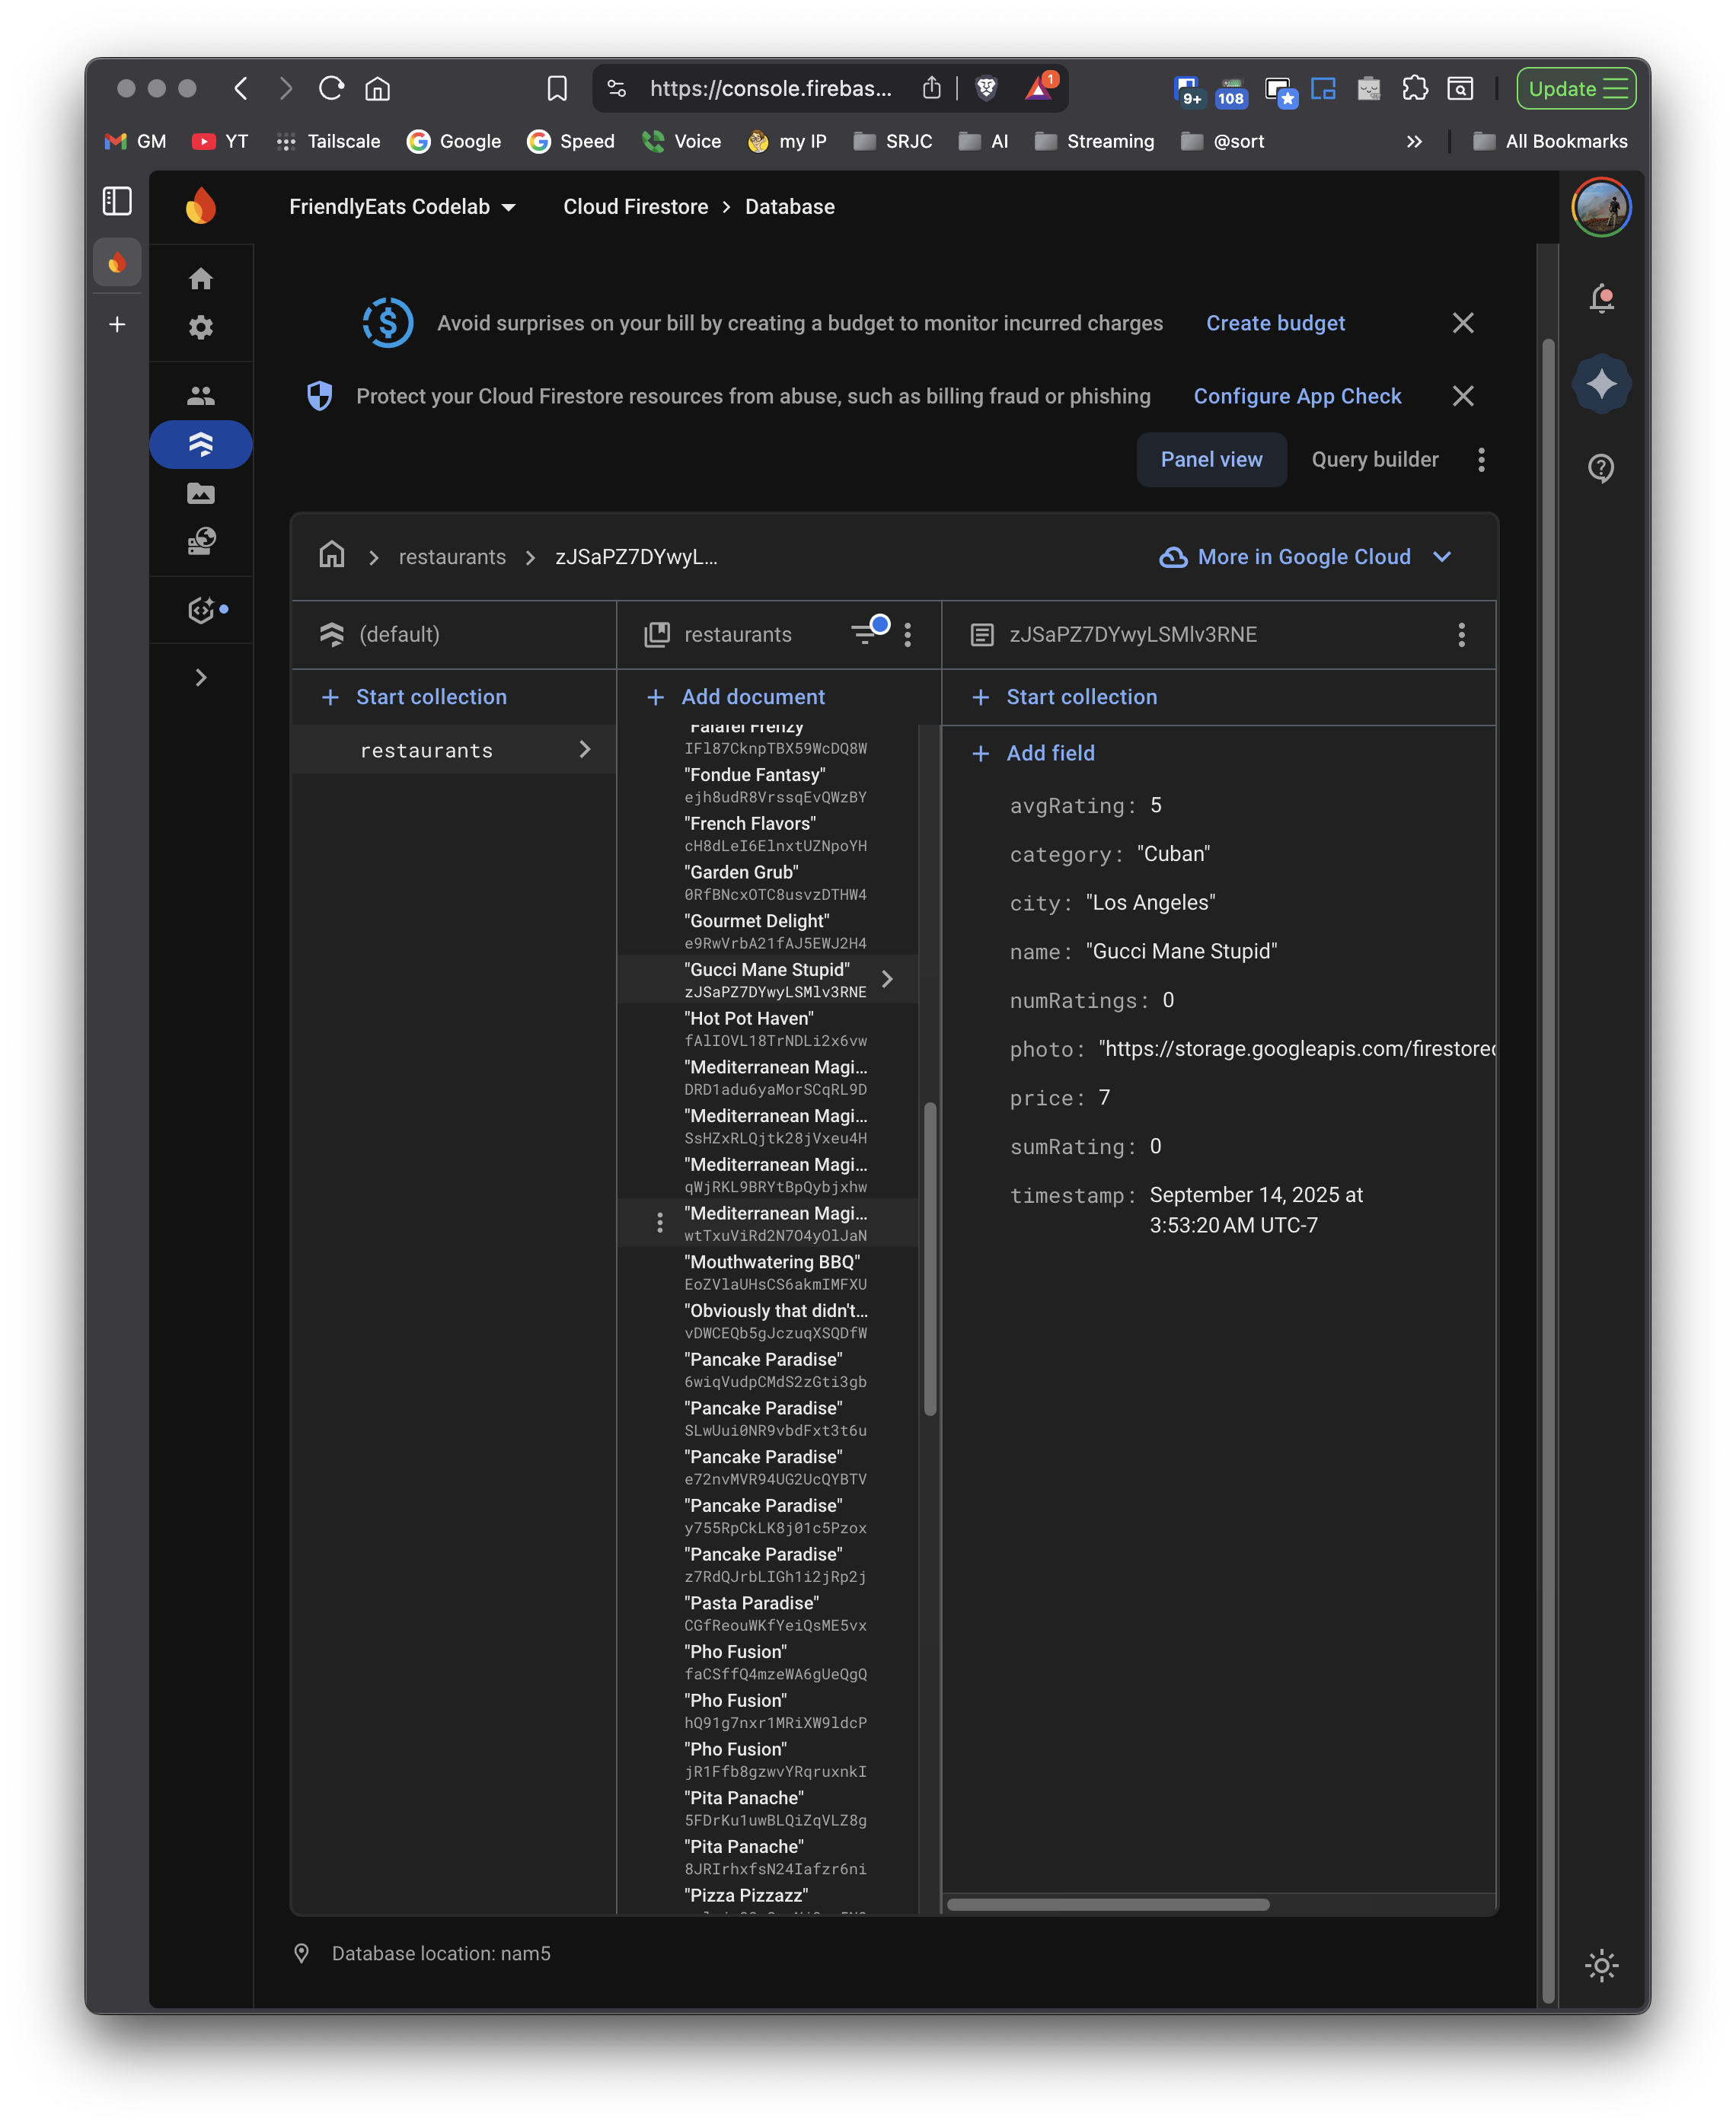 https://console.firebas...
1
9+
108
Update
GM
YT
Tailscale
Google
Speed
Voice
my IP
SRJC
AI
Streaming
@sort
All Bookmarks
FriendlyEats Codelab
Cloud Firestore > Database
Avoid surprises on your bill by creating a budget to monitor incurred charges
Create budget
Protect your Cloud Firestore resources from abuse, such as billing fraud or phishing
Configure App Check
Panel view
Query builder
restaurants
zJSaPZ7DYwyL...
More in Google Cloud
(default)
+ Start collection
restaurants
restaurants
+ Add document
"Falafel Frenzy
IFl87CknpTBX59WcDQ8W
"Fondue Fantasy"
ejh8udR8VrssqEvQWzBY
"French Flavors"
cH8dLeI6ElnxtUZNpoYH
"Garden Grub"
0RfBNcxOTC8usvzDTHW4
"Gourmet Delight"
e9RwVrbA21fAJ5EWJ2H4
"Gucci Mane Stupid"
zJSaPZ7DYwyLSMlv3RNE
"Hot Pot Haven"
fAlIOVL18TrNDLi2x6vw
"Mediterranean Magi...
DRD1adu6yaMorSCqRL9D
"Mediterranean Magi...
SsHZxRLQjtk28jVxeu4H
"Mediterranean Magi...
qWjRKL9BRYtBpQybjxhw
"Mediterranean Magi...
wtTxuViRd2N7O4yOlJaN
"Mouthwatering BBQ"
EoZVlaUHsCS6akmIMFXU
"Obviously that didn't...
vDWCEQb5gJczuqXSQDfW
"Pancake Paradise"
6wiqVudpCMdS2zGti3gb
"Pancake Paradise"
SLwUui0NR9vbdFxt3t6u
"Pancake Paradise"
e72nvMVR94UG2UcQYBTV
"Pancake Paradise"
y755RpCkLK8j01c5Pzox
"Pancake Paradise"
z7RdQJrbLIGh1i2jRp2j
"Pasta Paradise"
CGfReouWKfYeiQsME5vx
"Pho Fusion"
faCSffQ4mzeWA6gUeQgQ
"Pho Fusion"
hQ91g7nxr1MRiXW9ldcP
"Pho Fusion"
jR1Ffb8gzwvYRqruxnkI
"Pita Panache"
5FDrKu1uwBLQiZqVLZ8g
"Pita Panache"
8JRIrhxfsN24Iafzr6ni
"Pizza Pizzazz"
zJSaPZ7DYwyLSMlv3RNE
+ Start collection
+ Add field
avgRating: 5
category: "Cuban"
city: "Los Angeles"
name: "Gucci Mane Stupid"
numRatings: 0
photo: "https://storage.googleapis.com/firestorec
price: 7
sumRating: 0
timestamp: September 14, 2025 at
3:53:20 AM UTC-7
Database location: nam5